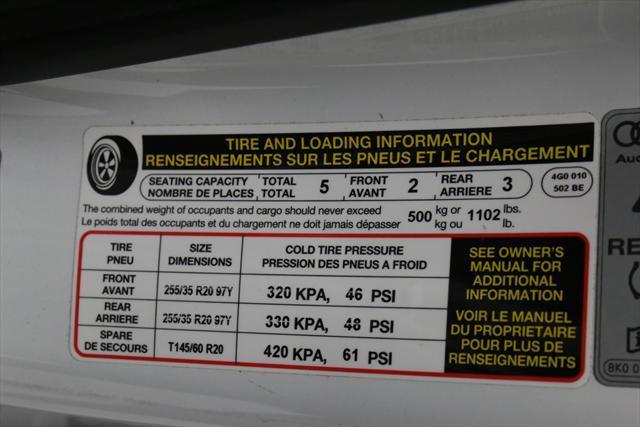 TIRE AND LOADING INFORMATION
RENSEIGNEMENTS SUR LES PNEUS ET LE CHARGEMENT
SEATING CAPACITY TOTAL 5 FRONT 2 REAR 3
NOMBRE DE PLACES, TOTAL AVANT ARRIERE
4G0 010
502 BE
The combined weight of occupants and cargo should never exceed 500 kg or 1102 lbs.
Le poids total des occupants et du chargement ne doit jamais dépasser kg ou lb.
TIRE SIZE COLD TIRE PRESSURE
PNEU DIMENSIONS PRESSION DES PNEUS A FROID
FRONT
AVANT 255/35 R20 97Y 320 KPA, 46 PSI
REAR
ARRIERE 255/35 R20 97Y 330 KPA, 48 PSI
SPARE
DE SECOURS T145/60 R20 420 KPA, 61 PSI
SEE OWNER'S
MANUAL FOR
ADDITIONAL
INFORMATION
VOIR LE MANUEL
DU PROPRIETAIRE
POUR PLUS DE
RENSEIGNEMENTS
Au
RE
8K0 0